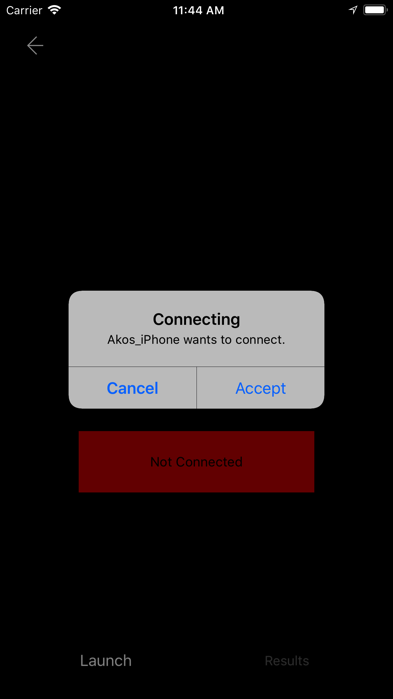 Carrier 11:44 AM
Connecting
Akos_iPhone wants to connect.
Cancel Accept
Not Connected
Launch Results